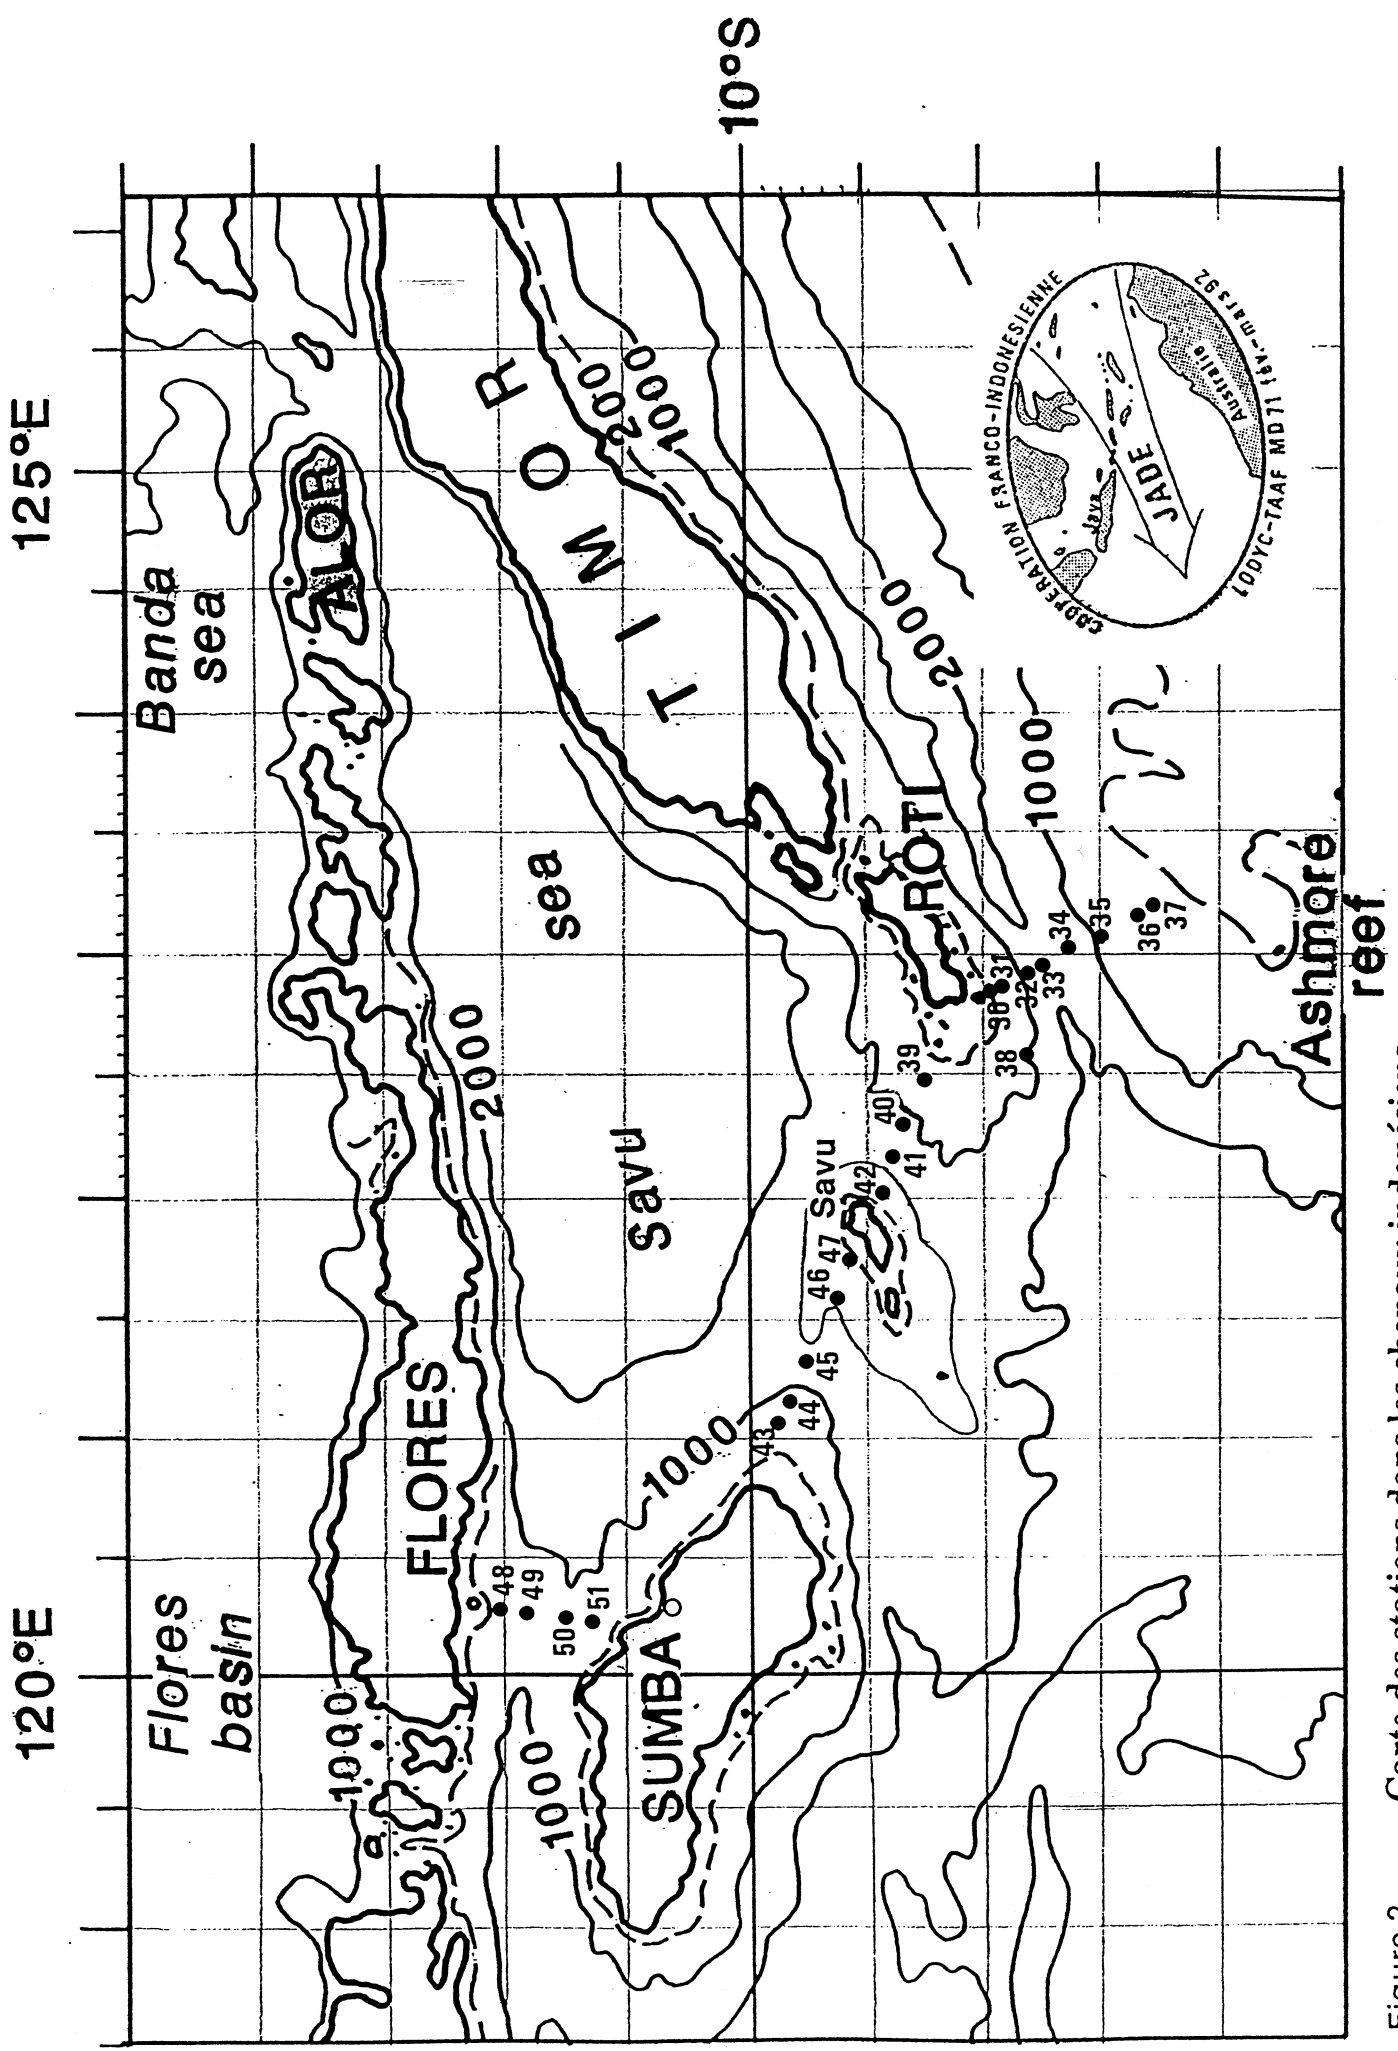 120°E
125°E
10°S
Flores
basin
Banda
sea
ALOR
FLORES
1000
2000
1000
SUMBA
1000
Savu
sea
TIMOR
200
1000
2000
1000
ROTI
Savu
48
49
50
51
43
44
45
46
47
42
41
40
39
38
30
31
32
33
34
35
36
37
Ashmore
reef
COOPERATION FRANCO-INDONESIENNE
Java
JADE
Australie
LODYC-TAAF MD71 fév.-mars 92
Figure 2
Carte des stations dans les chenaux indonésiens